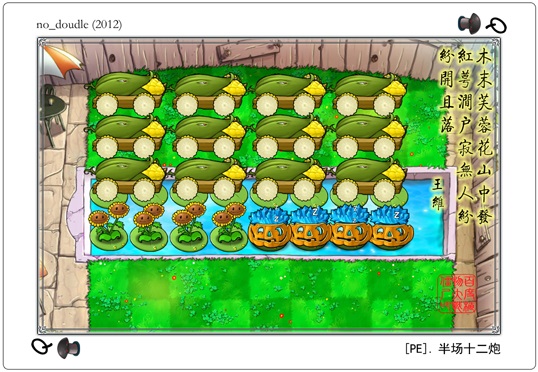 no_doudle (2012)
木末芙蓉花山中發
紅萼澗户寂無人紛
紛開且落
王維
[PE]. 半场十二炮